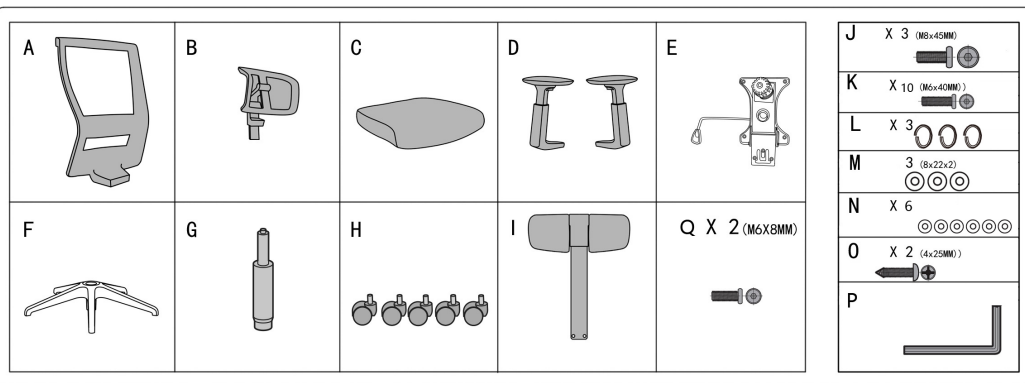 A
B
C
D
E
F
G
H
I
Q X 2 (M6X8MM)
J X 3 (M8x45MM)
K X 10 (M6x40MM))
L X 3
M 3 (8x22x2)
N X 6
O X 2 (4x25MM))
P